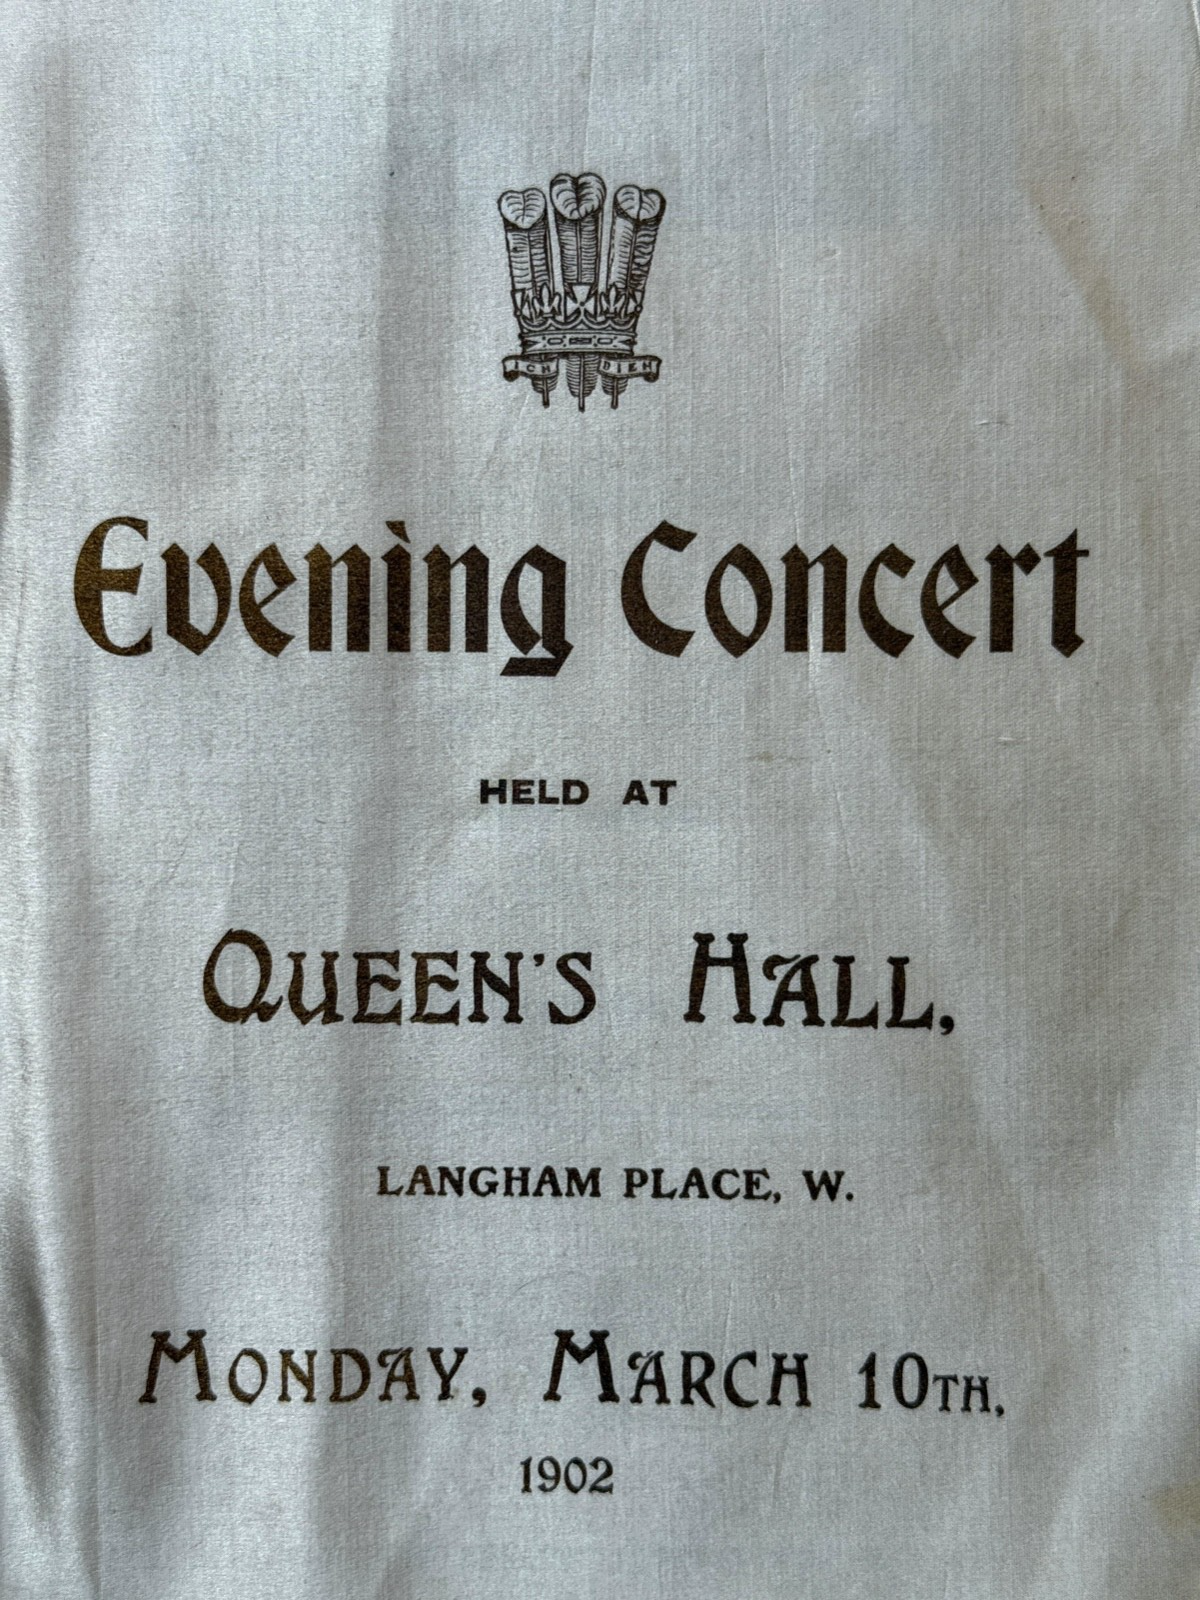 ICH DIEN
Evening Concert
HELD AT
QUEEN'S HALL,
LANGHAM PLACE, W.
MONDAY, MARCH 10TH,
1902